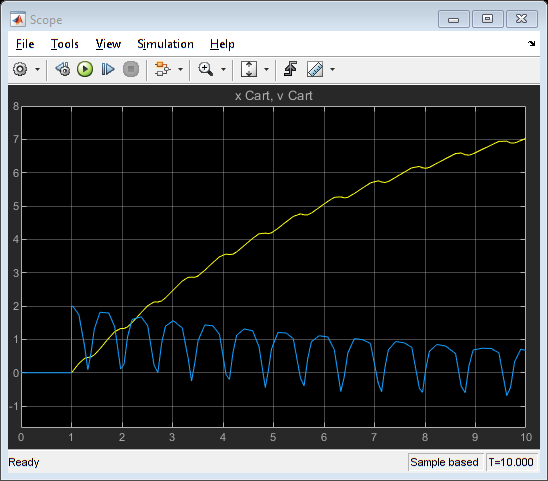 Scope
File Tools View Simulation Help
x Cart, v Cart
8
7
6
5
4
3
2
1
0
-1
0 1 2 3 4 5 6 7 8 9 10
Ready Sample based T=10.000